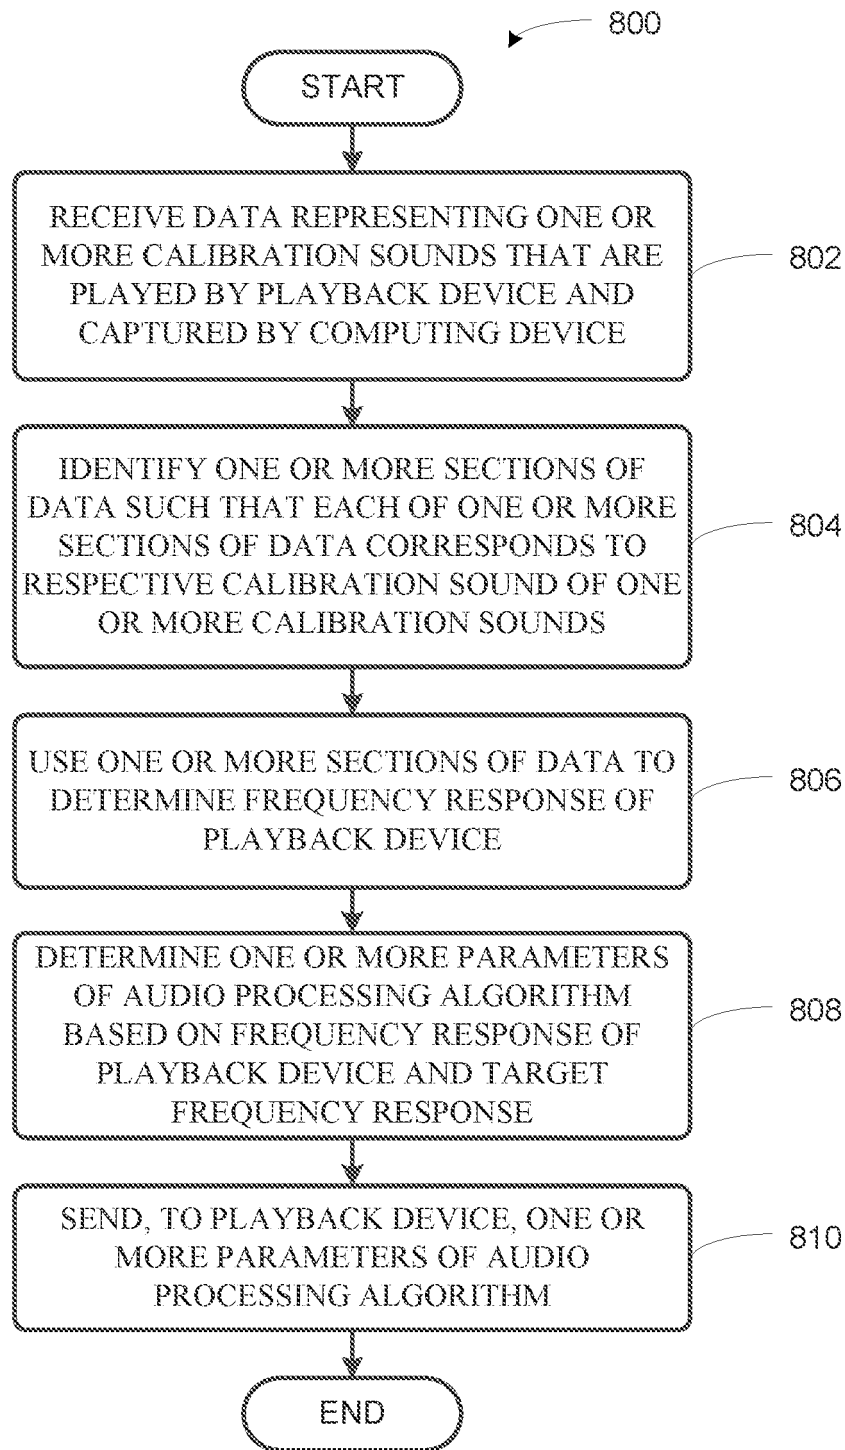 800
START
RECEIVE DATA REPRESENTING ONE OR
MORE CALIBRATION SOUNDS THAT ARE
PLAYED BY PLAYBACK DEVICE AND
CAPTURED BY COMPUTING DEVICE
802
IDENTIFY ONE OR MORE SECTIONS OF
DATA SUCH THAT EACH OF ONE OR MORE
SECTIONS OF DATA CORRESPONDS TO
RESPECTIVE CALIBRATION SOUND OF ONE
OR MORE CALIBRATION SOUNDS
804
USE ONE OR MORE SECTIONS OF DATA TO
DETERMINE FREQUENCY RESPONSE OF
PLAYBACK DEVICE
806
DETERMINE ONE OR MORE PARAMETERS
OF AUDIO PROCESSING ALGORITHM
BASED ON FREQUENCY RESPONSE OF
PLAYBACK DEVICE AND TARGET
FREQUENCY RESPONSE
808
SEND, TO PLAYBACK DEVICE, ONE OR
MORE PARAMETERS OF AUDIO
PROCESSING ALGORITHM
810
END